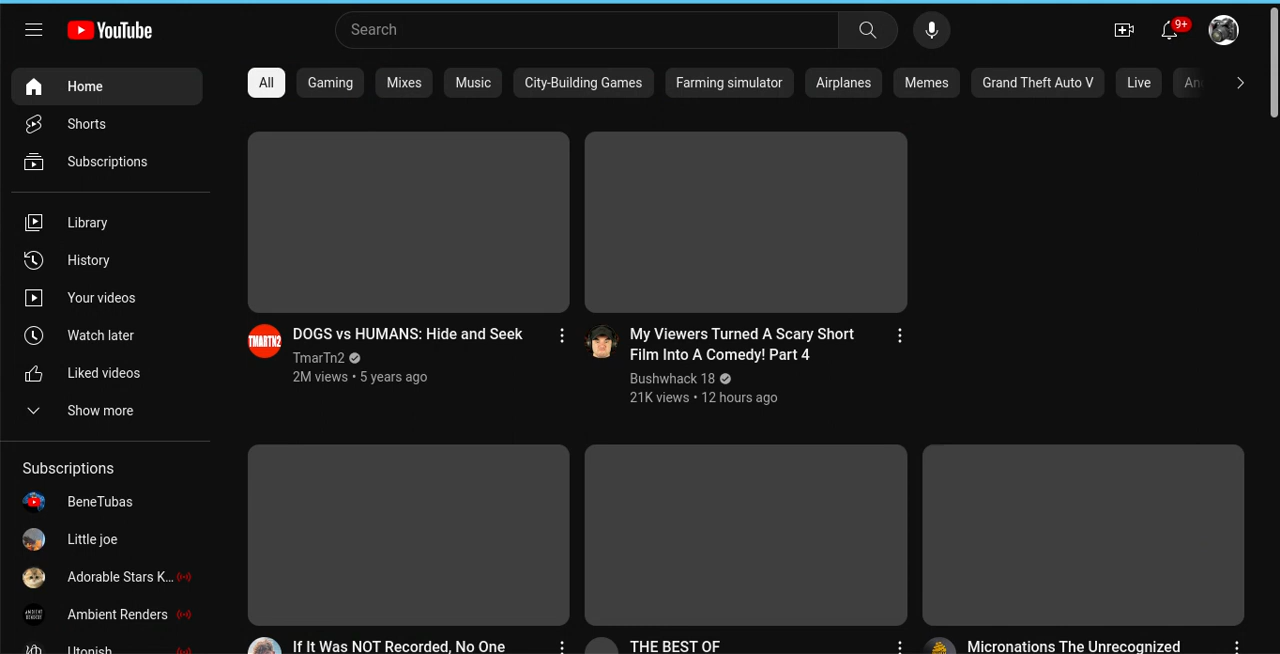 YouTube
Search
9+
Home
Shorts
Subscriptions
Library
History
Your videos
Watch later
Liked videos
Show more
Subscriptions
BeneTubas
Little joe
Adorable Stars K...
Ambient Renders
Utopish
All
Gaming
Mixes
Music
City-Building Games
Farming simulator
Airplanes
Memes
Grand Theft Auto V
Live
TMARTN2
DOGS vs HUMANS: Hide and Seek
TmarTn2
2M views • 5 years ago
My Viewers Turned A Scary Short
Film Into A Comedy! Part 4
Bushwhack 18
21K views • 12 hours ago
If It Was NOT Recorded, No One
THE BEST OF
Micronations The Unrecognized